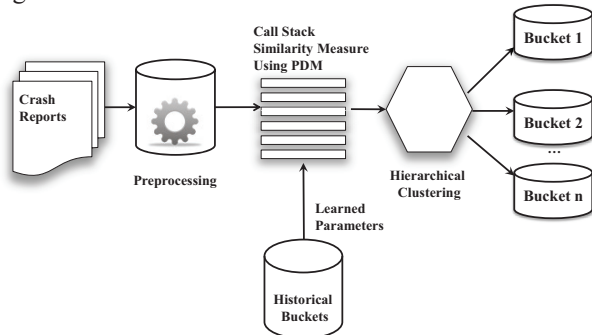 Call Stack
Similarity Measure
Using PDM
Bucket 1
Crash
Reports
Bucket 2
...
Preprocessing
Hierarchical
Clustering
Bucket n
Learned
Parameters
Historical
Buckets